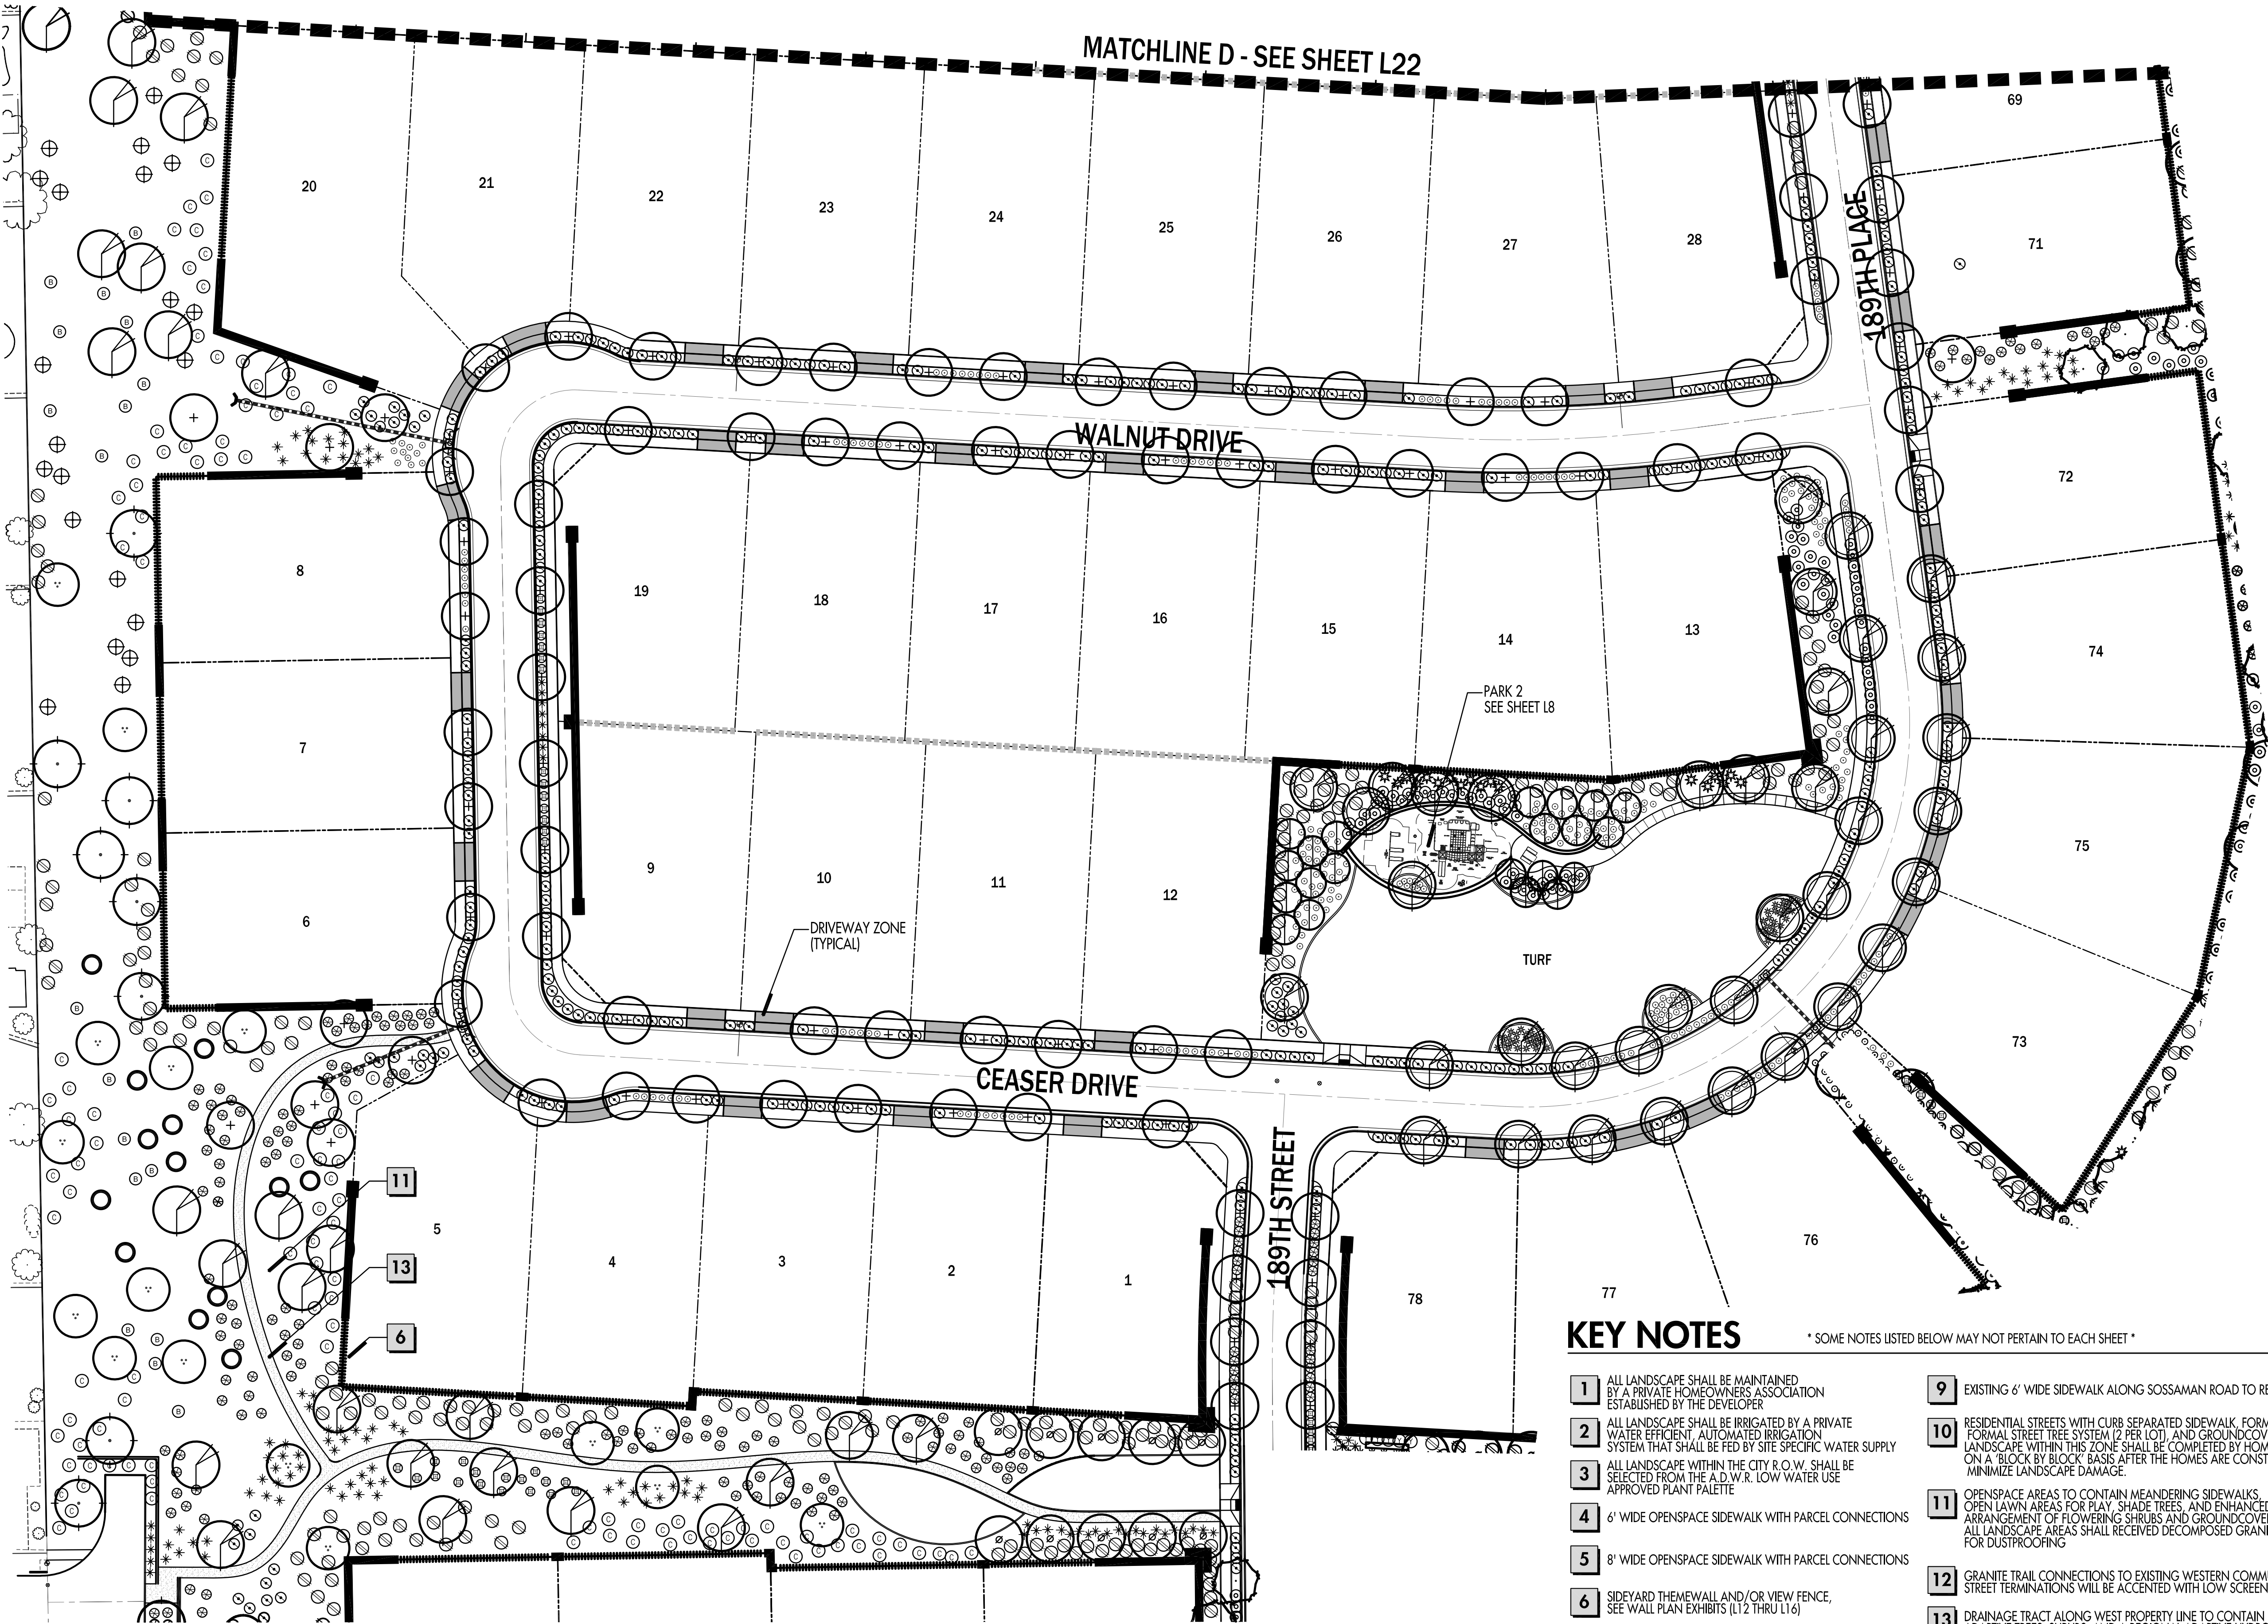 MATCHLINE D - SEE SHEET L22
69
20
21
22
23
24
25
26
27
28
189TH PLACE
71
WALNUT DRIVE
72
8
19
18
17
16
15
14
13
74
PARK 2
SEE SHEET L8
7
75
9
10
11
12
6
DRIVEWAY ZONE
(TYPICAL)
TURF
73
CEASER DRIVE
189TH STREET
11
5
4
3
2
1
78
77
76
13
6
KEY NOTES
* SOME NOTES LISTED BELOW MAY NOT PERTAIN TO EACH SHEET *
1 ALL LANDSCAPE SHALL BE MAINTAINED
BY A PRIVATE HOMEOWNERS ASSOCIATION
ESTABLISHED BY THE DEVELOPER
2 ALL LANDSCAPE SHALL BE IRRIGATED BY A PRIVATE
WATER EFFICIENT, AUTOMATED IRRIGATION
SYSTEM THAT SHALL BE FED BY SITE SPECIFIC WATER SUPPLY
3 ALL LANDSCAPE WITHIN THE CITY R.O.W. SHALL BE
SELECTED FROM THE A.D.W.R. LOW WATER USE
APPROVED PLANT PALETTE
4 6' WIDE OPENSPACE SIDEWALK WITH PARCEL CONNECTIONS
5 8' WIDE OPENSPACE SIDEWALK WITH PARCEL CONNECTIONS
6 SIDEYARD THEMEWALL AND/OR VIEW FENCE,
SEE WALL PLAN EXHIBITS (L12 THRU L16)
9 EXISTING 6' WIDE SIDEWALK ALONG SOSSAMAN ROAD TO
10 RESIDENTIAL STREETS WITH CURB SEPARATED SIDEWALK,
FORMAL STREET TREE SYSTEM (2 PER LOT), AND
LANDSCAPE WITHIN THIS ZONE SHALL BE COMPLETED BY
ON A 'BLOCK BY BLOCK' BASIS AFTER THE HOMES ARE
MINIMIZE LANDSCAPE DAMAGE.
11 OPENSPACE AREAS TO CONTAIN MEANDERING SIDEWALKS,
OPEN LAWN AREAS FOR PLAY, SHADE TREES, AND ENHANCED
ARRANGEMENT OF FLOWERING SHRUBS AND
ALL LANDSCAPE AREAS SHALL RECEIVED DECOMPOSED
FOR DUSTPROOFING
12 GRANITE TRAIL CONNECTIONS TO EXISTING WESTERN
STREET TERMINATIONS WILL BE ACCENTED WITH LOW SCREEN
13 DRAINAGE TRACT ALONG WEST PROPERTY LINE TO CONTAIN